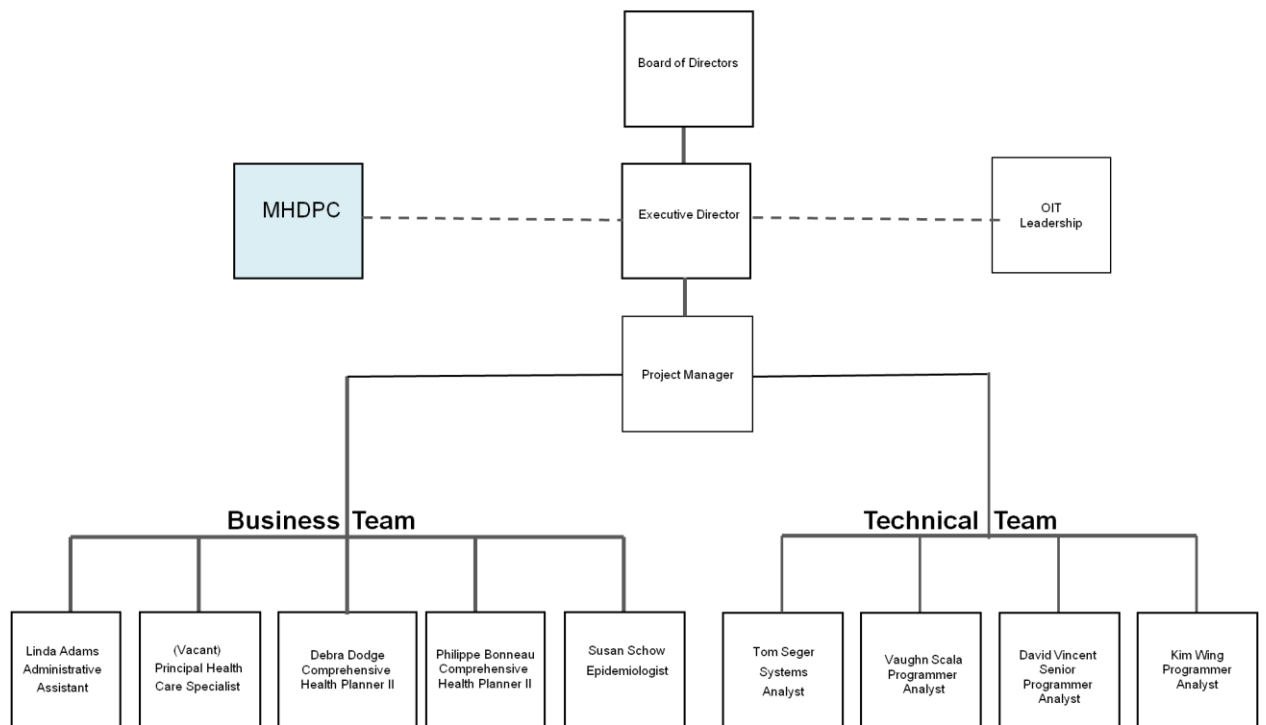 Board of Directors
MHDPC
Executive Director
OIT
Leadership
Project Manager
Business Team
Technical Team
Linda Adams
Administrative
Assistant
(Vacant)
Principal Health
Care Specialist
Debra Dodge
Comprehensive
Health Planner II
Philippe Bonneau
Comprehensive
Health Planner II
Susan Schow
Epidemiologist
Tom Seger
Systems
Analyst
Vaughn Scala
Programmer
Analyst
David Vincent
Senior
Programmer
Analyst
Kim Wing
Programmer
Analyst